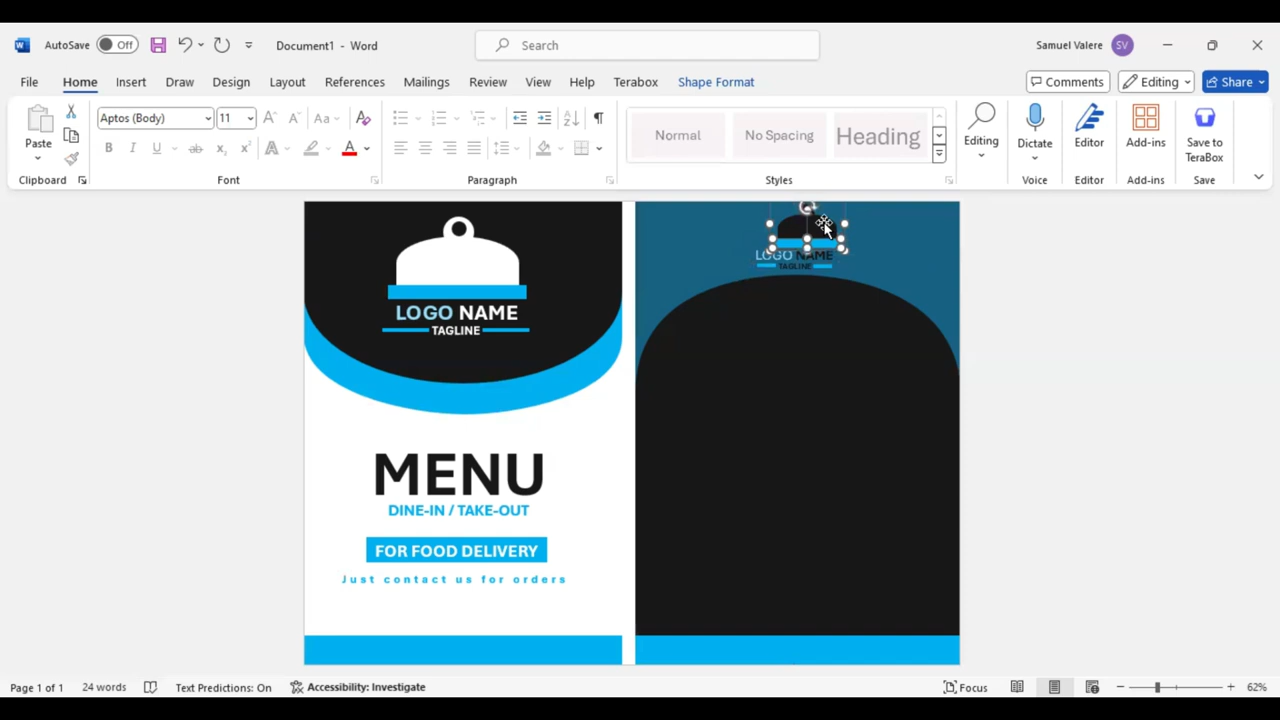 AutoSave Off Document1 - Word Search Samuel Valere SV
File Home Insert Draw Design Layout References Mailings Review View Help Terabox Shape Format Comments Editing Share
Paste Aptos (Body) 11 Normal No Spacing Heading Editing Dictate Editor Add-ins Save to TeraBox
Clipboard Font Paragraph Styles Voice Editor Add-ins Save
LOGO NAME
TAGLINE
MENU
DINE-IN / TAKE-OUT
FOR FOOD DELIVERY
Just contact us for orders
LOGO NAME
TAGLINE
Page 1 of 1 24 words Text Predictions: On Accessibility: Investigate Focus 62%